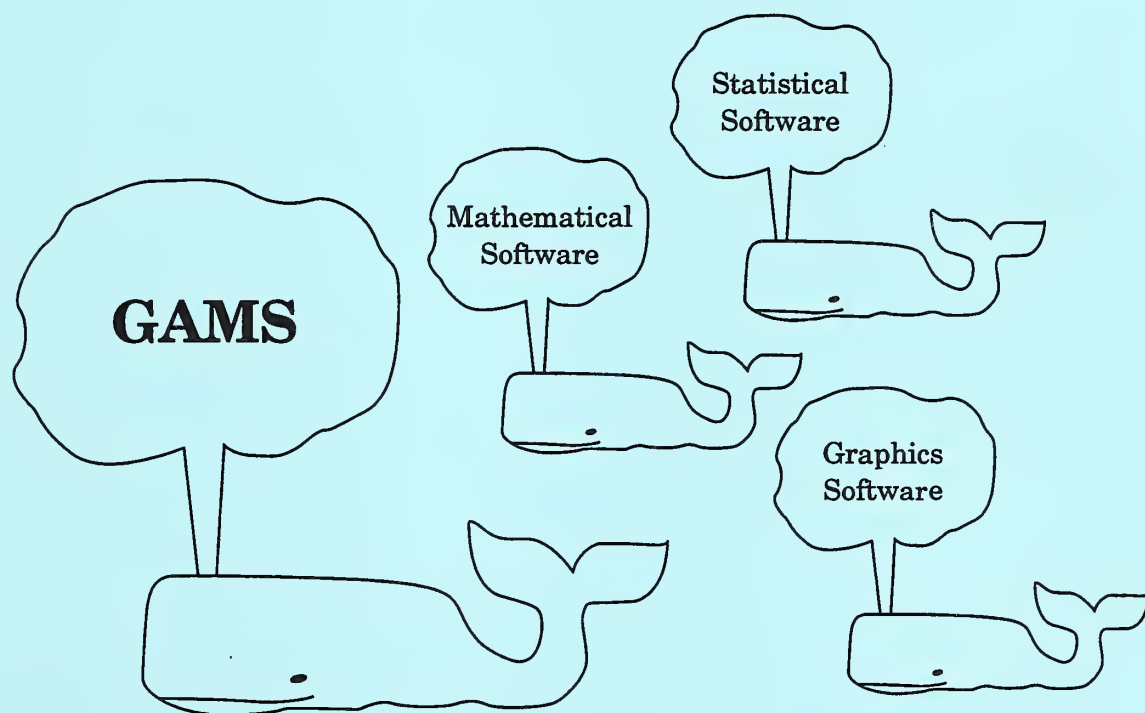 GAMS
Mathematical
Software
Statistical
Software
Graphics
Software